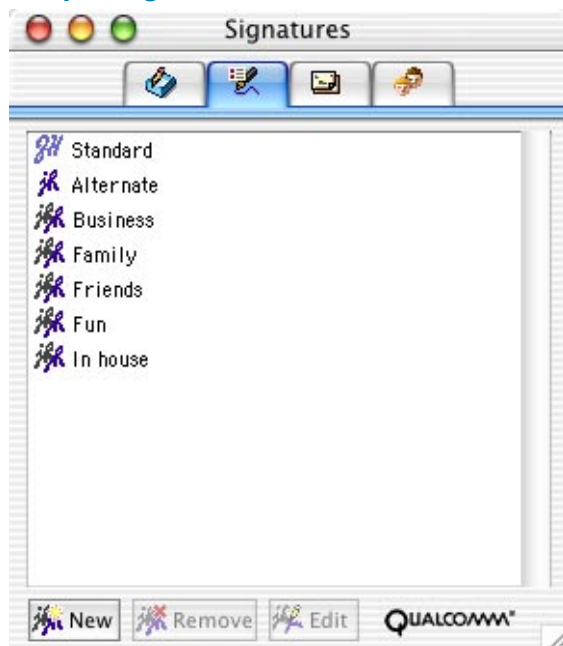 Signatures
Standard
Alternate
Business
Family
Friends
Fun
In house
New Remove Edit QUALCOMM®